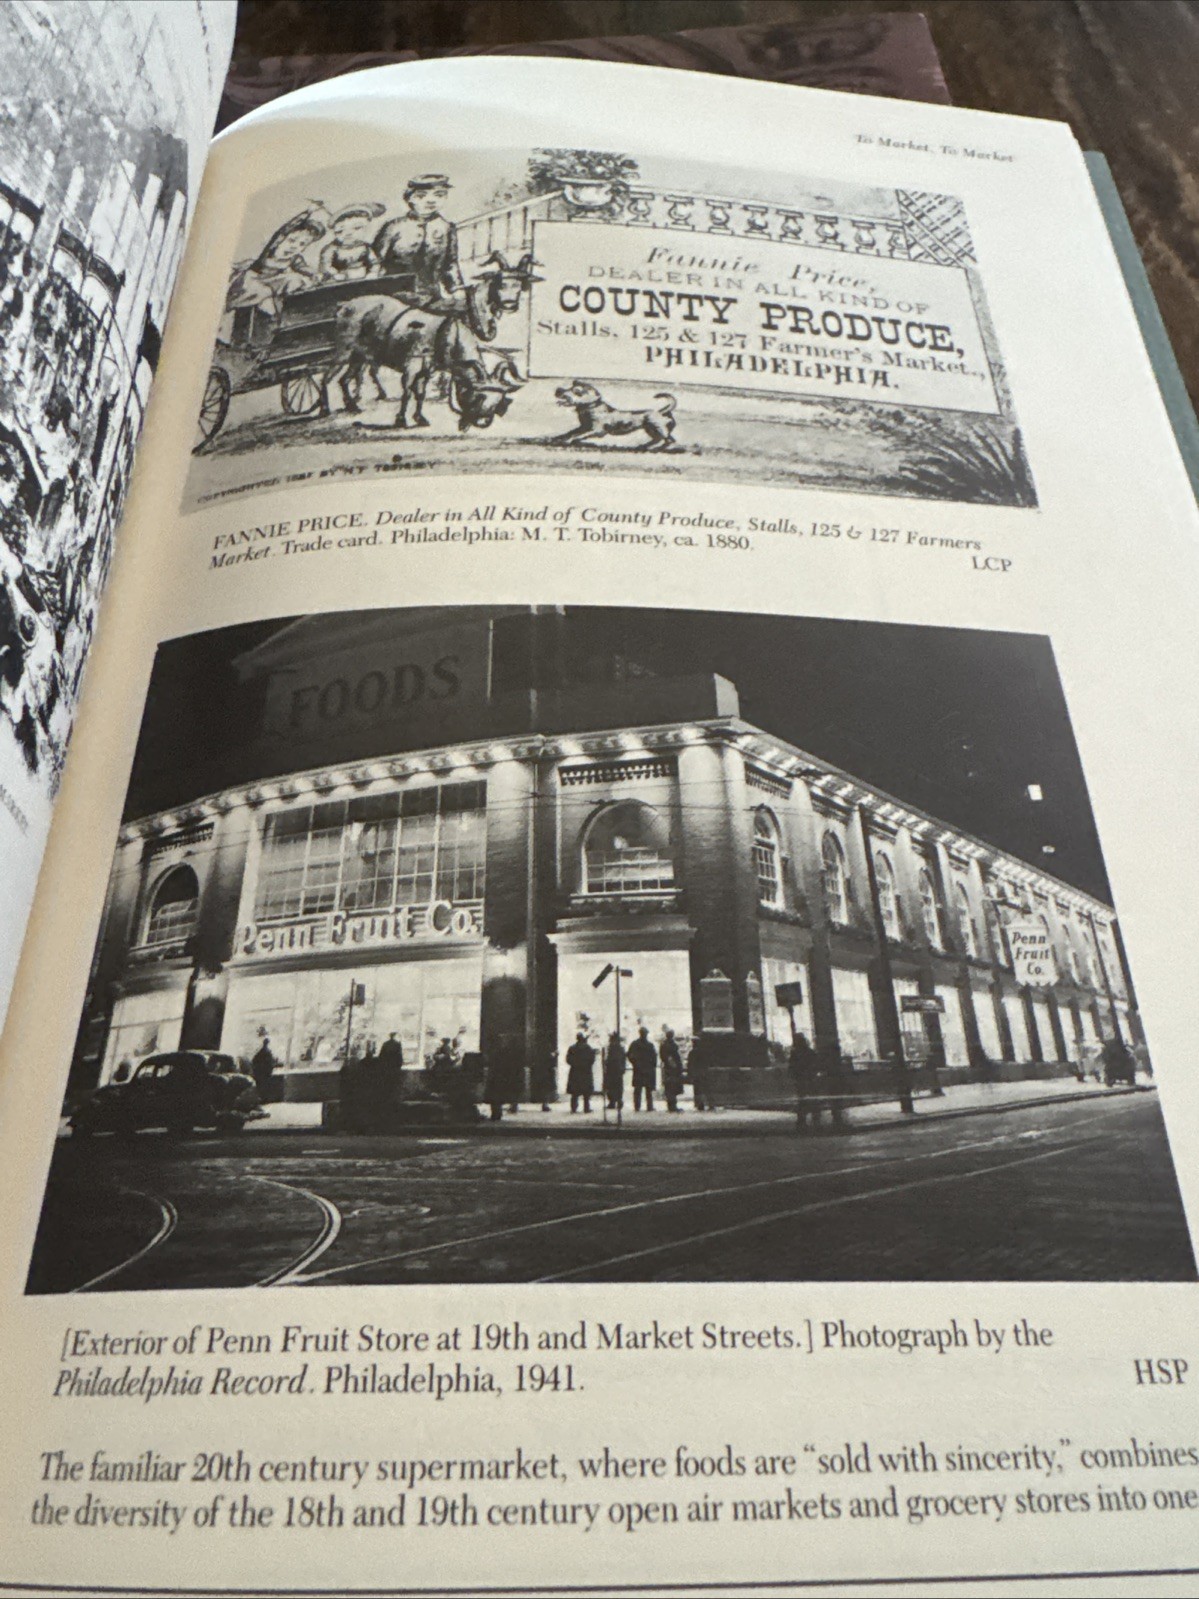 To Market, To Market
Fannie Price,
DEALER IN ALL KIND OF
COUNTY PRODUCE,
Stalls, 125 & 127 Farmer's Market.,
PHILADELPHIA.
FANNIE PRICE. Dealer in All Kind of County Produce, Stalls, 125 & 127 Farmers
Market. Trade card. Philadelphia: M. T. Tobirney, ca. 1880.
LCP
FOODS
Penn Fruit Co.
Penn
Fruit
Co.
[Exterior of Penn Fruit Store at 19th and Market Streets.] Photograph by the
Philadelphia Record. Philadelphia, 1941.
HSP
The familiar 20th century supermarket, where foods are “sold with sincerity,” combines
the diversity of the 18th and 19th century open air markets and grocery stores into one